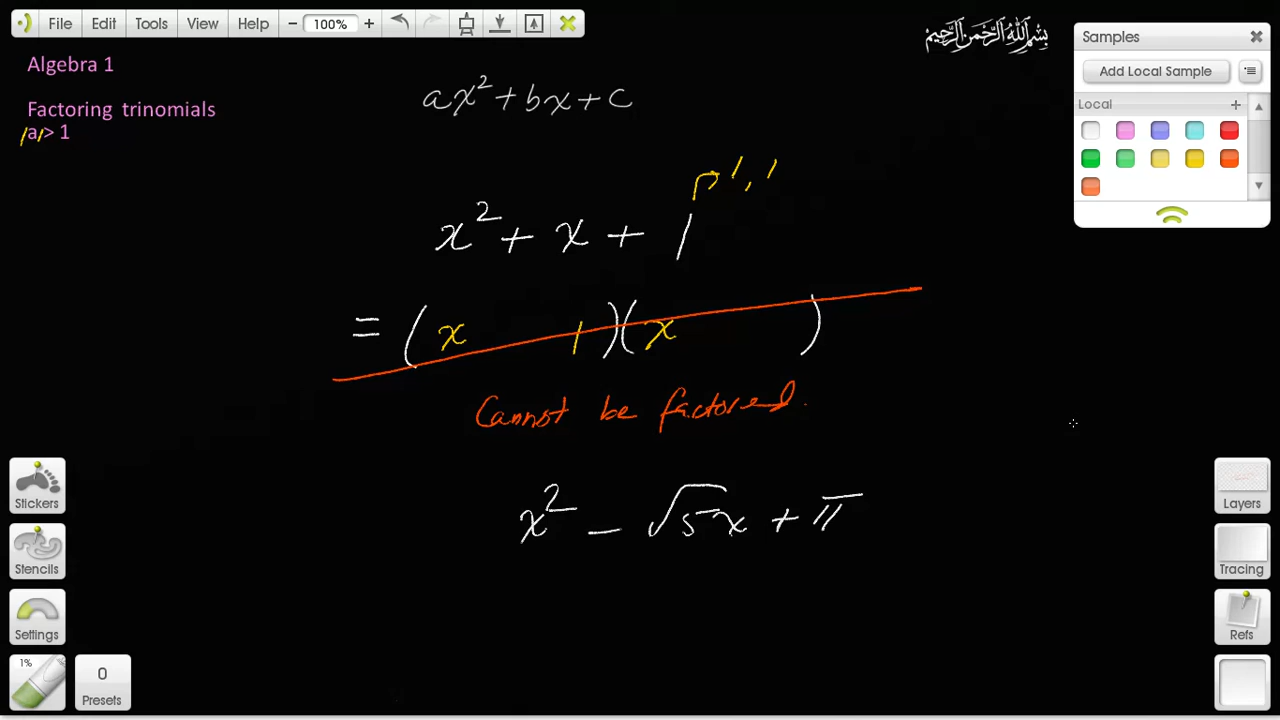 File Edit Tools View Help − 100% +
بسم الله الرحمن الرحيم
Samples
Add Local Sample
Local
Algebra 1
Factoring trinomials
a > 1
ax² + bx + c
1, 1
x² + x + 1
= (x 1)(x )
Cannot be factored.
x² − √5x + π
Stickers
Stencils
Settings
1%
0
Presets
Layers
Tracing
Refs